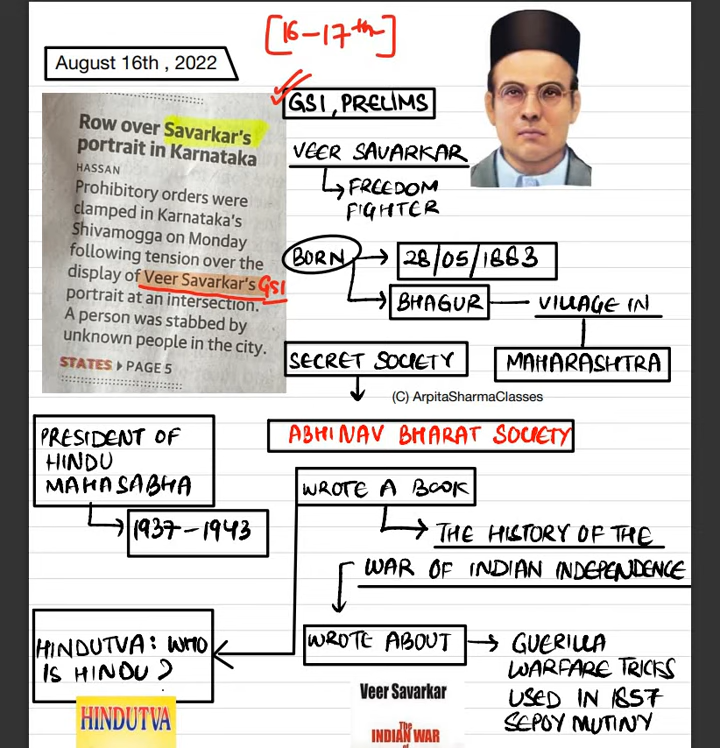 [16-17th]
August 16th , 2022
GSI, PRELIMS
Row over Savarkar's
portrait in Karnataka
HASSAN
Prohibitory orders were
clamped in Karnataka's
Shivamogga on Monday
following tension over the
display of Veer Savarkar's GSI
portrait at an intersection.
A person was stabbed by
unknown people in the city.
STATES ▸ PAGE 5
VEER SAVARKAR
FREEDOM
FIGHTER
BORN → 28/05/1883
BHAGUR — VILLAGE IN
MAHARASHTRA
SECRET SOCIETY
(C) ArpitaSharmaClasses
ABHINAV BHARAT SOCIETY
PRESIDENT OF
HINDU
MAHASABHA
1937-1943
WROTE A BOOK
THE HISTORY OF THE
WAR OF INDIAN INDEPENDENCE
HINDUTVA: WHO
IS HINDU?
WROTE ABOUT → GUERILLA
WARFARE TRICKS
USED IN 1857
SEPOY MUTINY
HINDUTVA
Veer Savarkar
The
INDIAN WAR
of